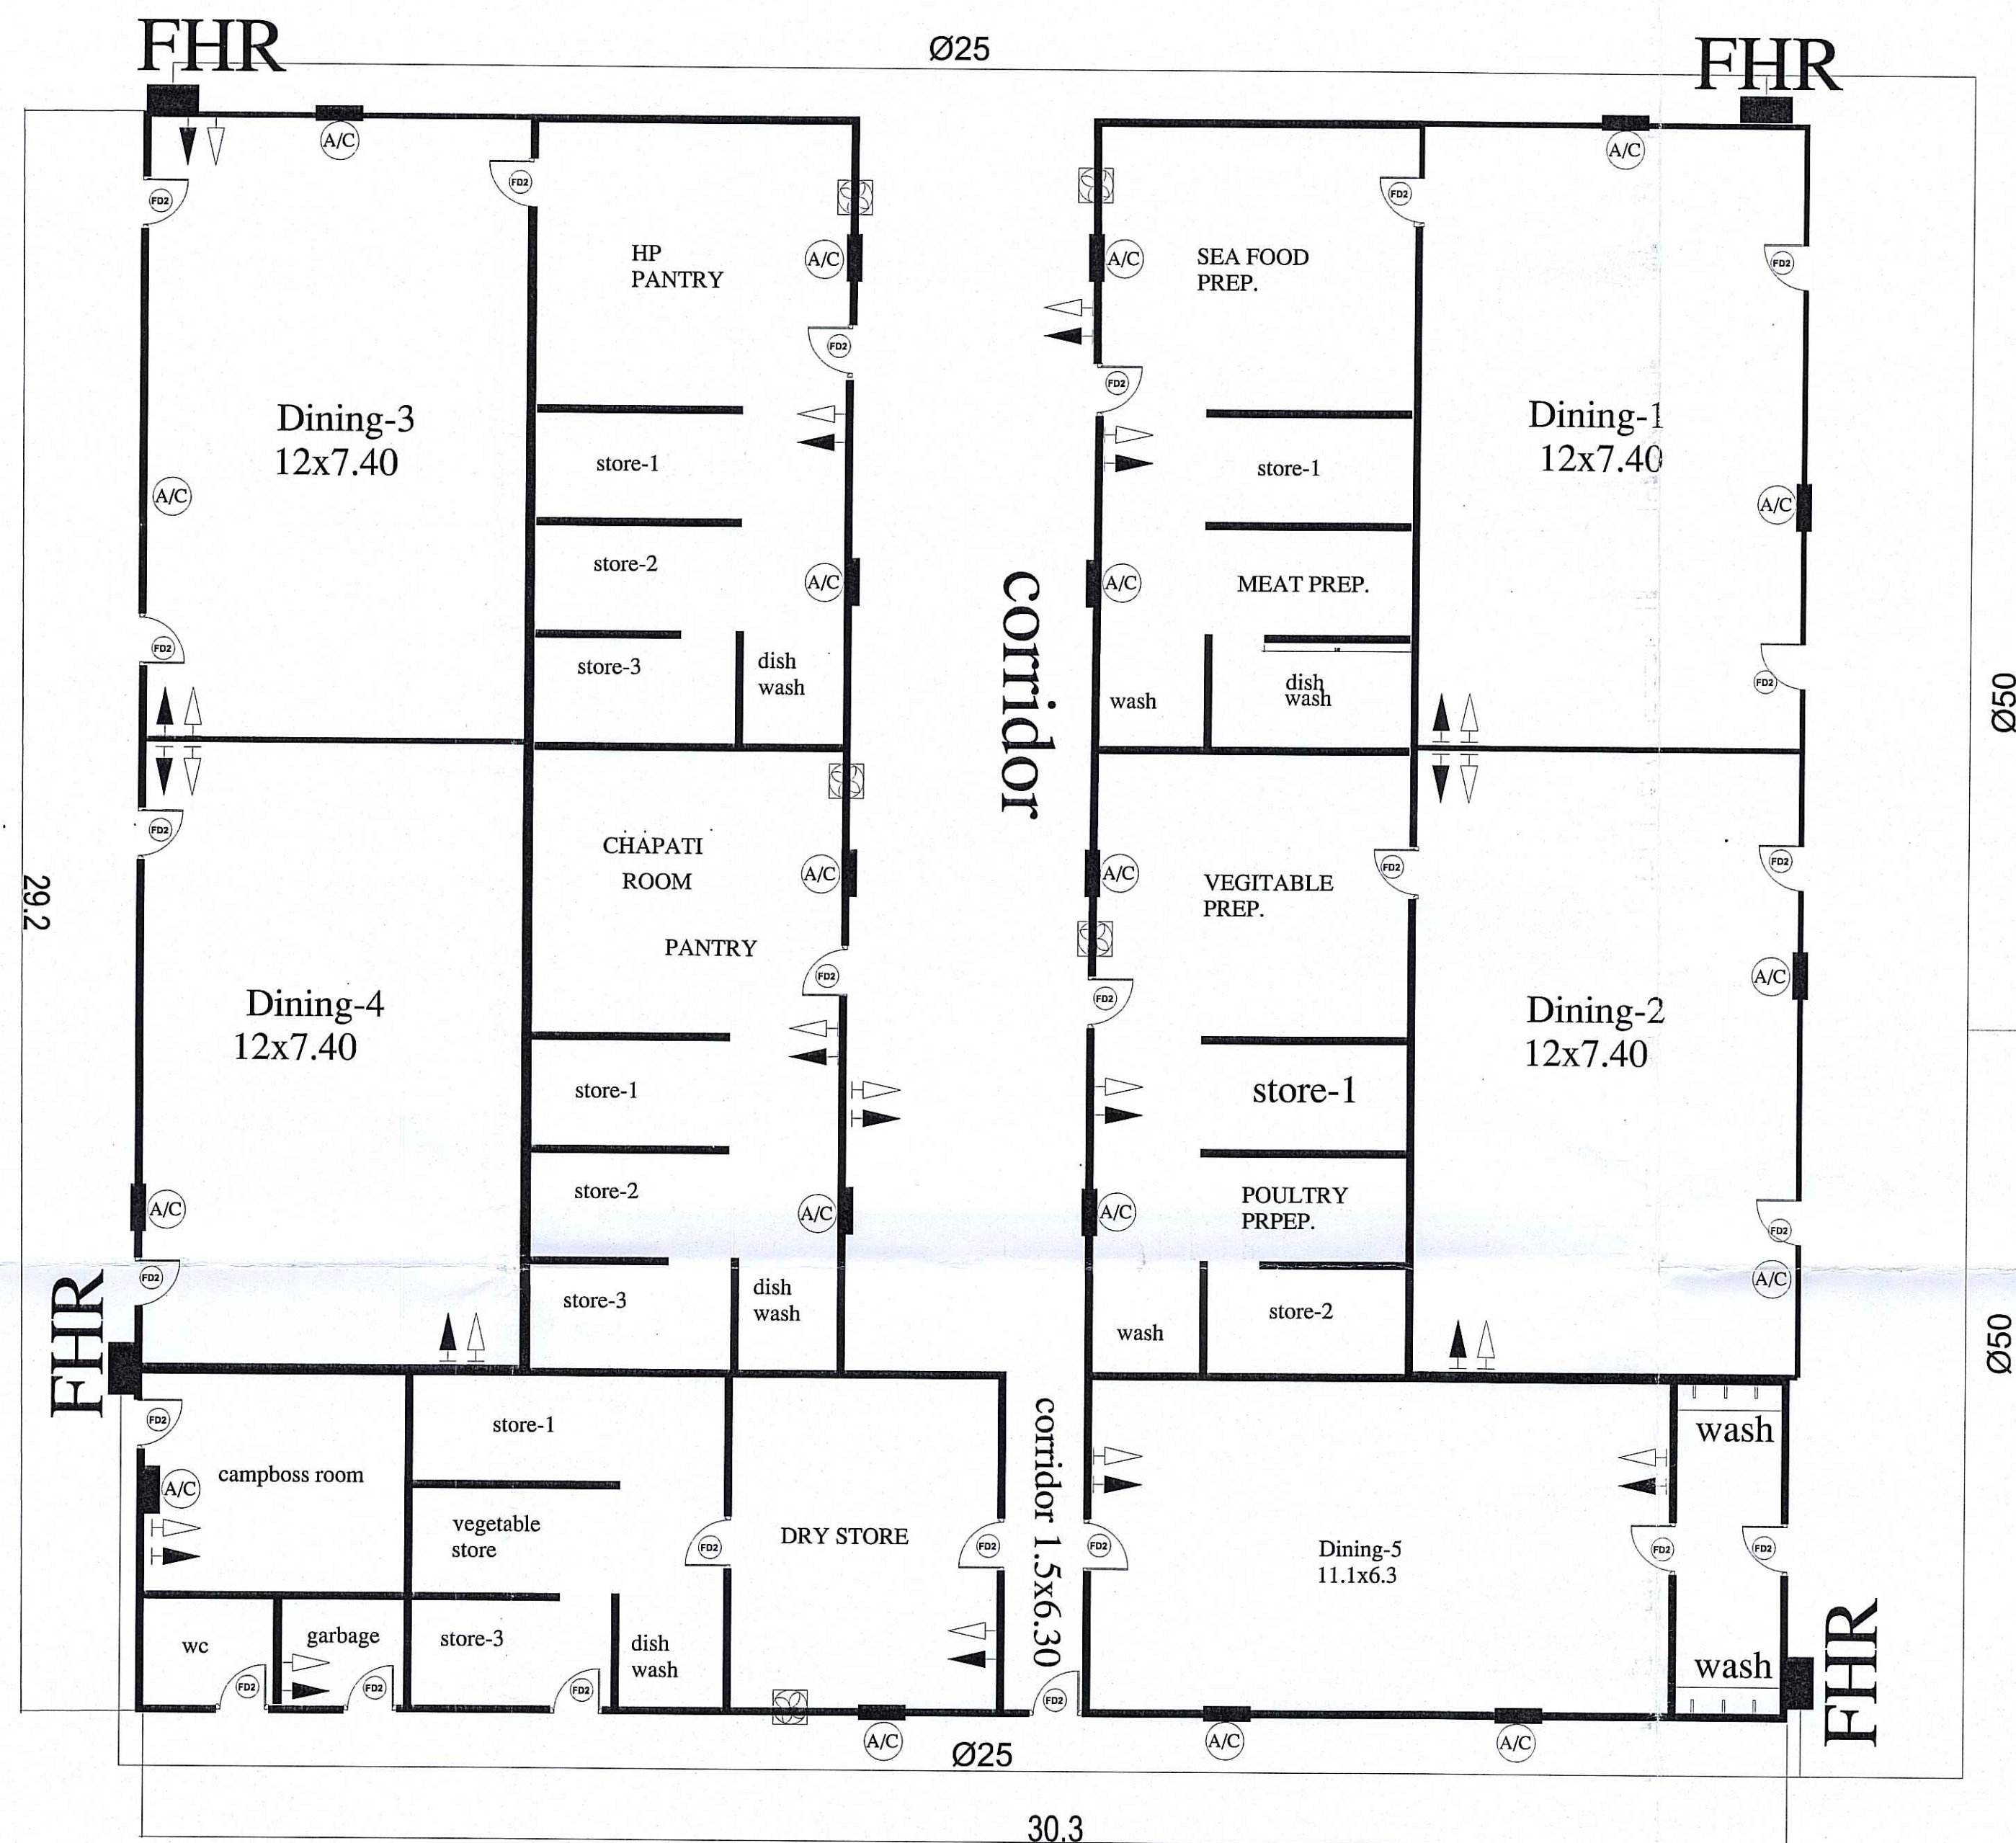 FHR
Ø25
FHR
A/C
A/C
FD2
FD2
FD2
HP
PANTRY
A/C
A/C
SEA FOOD
PREP.
FD2
FD2
FD2
Dining-3
12x7.40
Dining-1
12x7.40
store-1
store-1
A/C
A/C
store-2
A/C
A/C
MEAT PREP.
corridor
FD2
store-3
dish
wash
wash
dish
wash
FD2
Ø50
FD2
CHAPATI
ROOM
A/C
A/C
VEGITABLE
PREP.
FD2
FD2
29.2
PANTRY
FD2
FD2
A/C
Dining-4
12x7.40
Dining-2
12x7.40
store-1
store-1
store-2
A/C
A/C
A/C
POULTRY
PRPEP.
FD2
FD2
A/C
store-3
dish
wash
wash
store-2
FHR
Ø50
FD2
store-1
wash
campboss room
A/C
vegetable
store
FD2
DRY STORE
FD2
corridor 1.5x6.30
FD2
Dining-5
11.1x6.3
FD2
FD2
wc
garbage
store-3
dish
wash
wash
FHR
FD2
FD2
FD2
FD2
A/C
A/C
A/C
Ø25
30.3